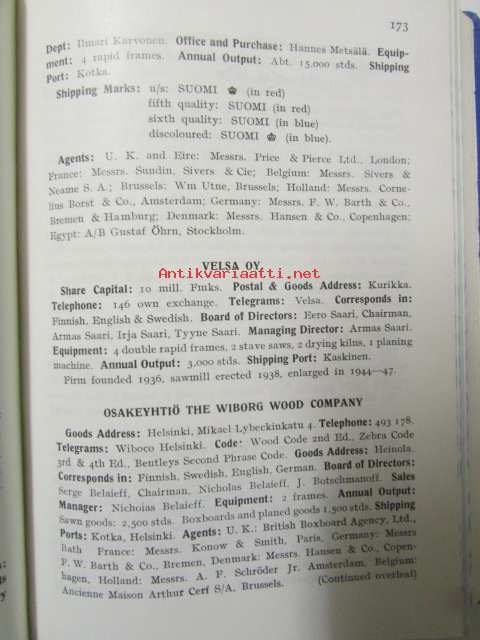 173
Dept: Ilmari Karvonen. Office and Purchase: Hannes Metsälä. Equip-
ment: 4 rapid frames. Annual Output: Abt. 15,000 stds. Shipping
Port: Kotka.
Shipping Marks: u/s: SUOMI (in red)
fifth quality: SUOMI (in red)
sixth quality: SUOMI (in blue)
discoloured: SUOMI (in blue).
Agents: U. K. and Eire: Messrs. Price & Pierce Ltd., London;
France: Messrs. Sundin, Sivers & Cie; Belgium: Messrs. Sivers &
Neame S. A.; Brussels: Wm Utne, Brussels; Holland: Messrs. Corne-
lius Borst & Co., Amsterdam; Germany: Messrs. F. W. Barth & Co.,
Bremen & Hamburg; Denmark: Messrs. Hansen & Co., Copenhagen;
Egypt: A/B Gustaf Öhrn, Stockholm.
VELSA OY.
Antikvariaatti.net
Share Capital: 10 mill. Fmks. Postal & Goods Address: Kurikka.
Telephone: 146 own exchange. Telegrams: Velsa. Corresponds in:
Finnish, English & Swedish. Board of Directors: Eero Saari, Chairman,
Armas Saari, Irja Saari, Tyyne Saari. Managing Director: Armas Saari.
Equipment: 4 double rapid frames, 2 stave saws, 2 drying kilns, 1 planing
machine. Annual Output: 3,000 stds. Shipping Port: Kaskinen.
Firm founded 1936, sawmill erected 1938, enlarged in 1944—47.
OSAKEYHTIÖ THE WIBORG WOOD COMPANY
Goods Address: Helsinki, Mikael Lybeckinkatu 4. Telephone: 493 178.
Telegrams: Wiboco Helsinki. Code: Wood Code 2nd Ed., Zebra Code
3rd & 4th Ed., Bentleys Second Phrase Code. Goods Address: Heinola.
Corresponds in: Finnish, Swedish, English, German. Board of Directors:
Serge Belaieff, Chairman, Nicholas Belaieff, J. Botschmanoff. Sales
Manager: Nicholas Belaieff. Equipment: 2 frames. Annual Output:
Sawn goods: 2,500 stds. Boxboards and planed goods 1,500 stds. Shipping
Ports: Kotka, Helsinki. Agents: U. K.: British Boxboard Agency, Ltd.,
Bath France: Messrs. Konow & Smith, Paris, Germany: Messrs
F. W. Barth & Co., Bremen, Denmark: Messrs. Hansen & Co., Copen-
hagen, Holland: Messrs. A. F. Schröder Jr. Amsterdam, Belgium:
Ancienne Maison Arthur Cerf S/A, Brussels. (Continued overleaf)